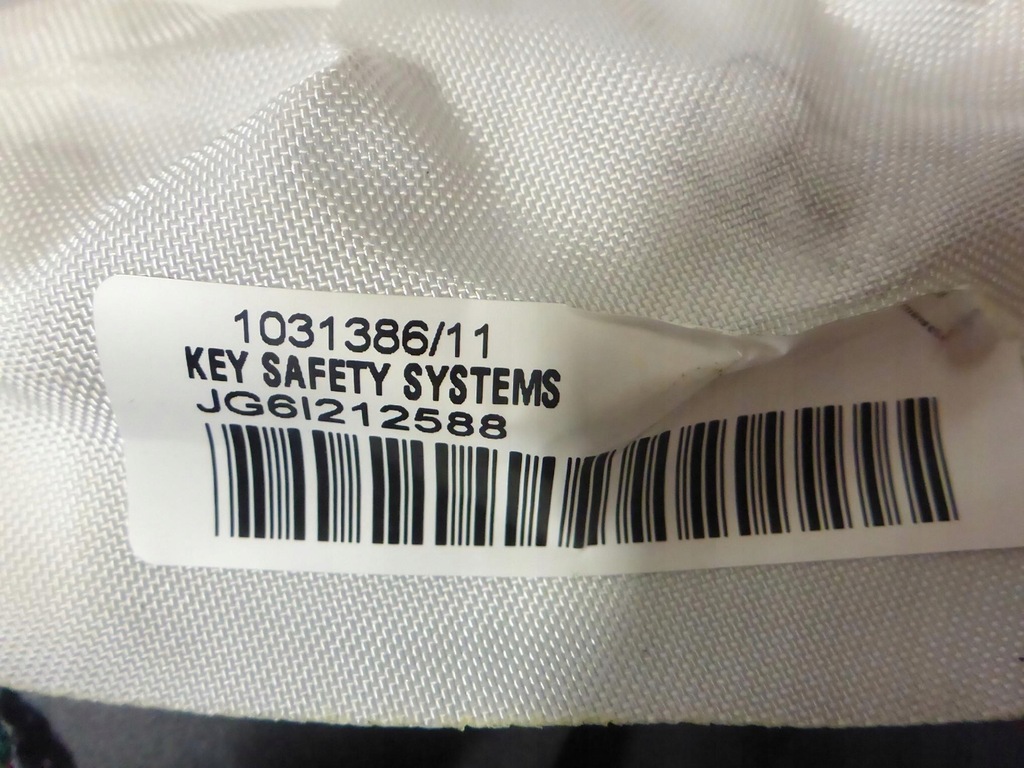 1031386/11
KEY SAFETY SYSTEMS
JG6I212588